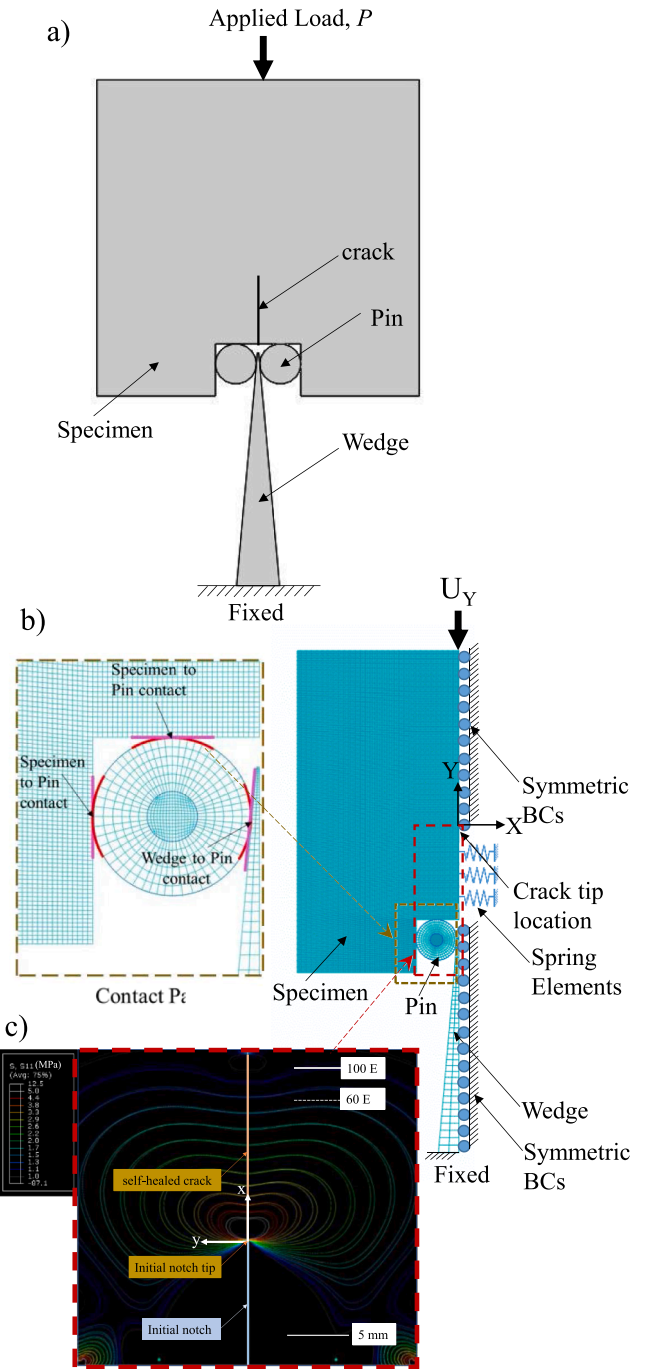 a)
Applied Load, P
crack
Pin
Specimen
Wedge
Fixed
b)
U_Y
Specimen to
Pin contact
Specimen
to Pin
contact
Wedge to Pin
contact
Contact Pa
Y
X
Symmetric
BCs
Crack tip
location
Spring
Elements
Specimen
Pin
Wedge
Symmetric
BCs
Fixed
c)
S, S11 (MPa)
(Avg: 75%)
12.5
5.0
4.4
3.8
3.3
2.9
2.6
2.2
2.0
1.7
1.5
1.3
1.1
1.0
-87.1
100 E
60 E
self-healed crack
x
y
Initial notch tip
Initial notch
5 mm